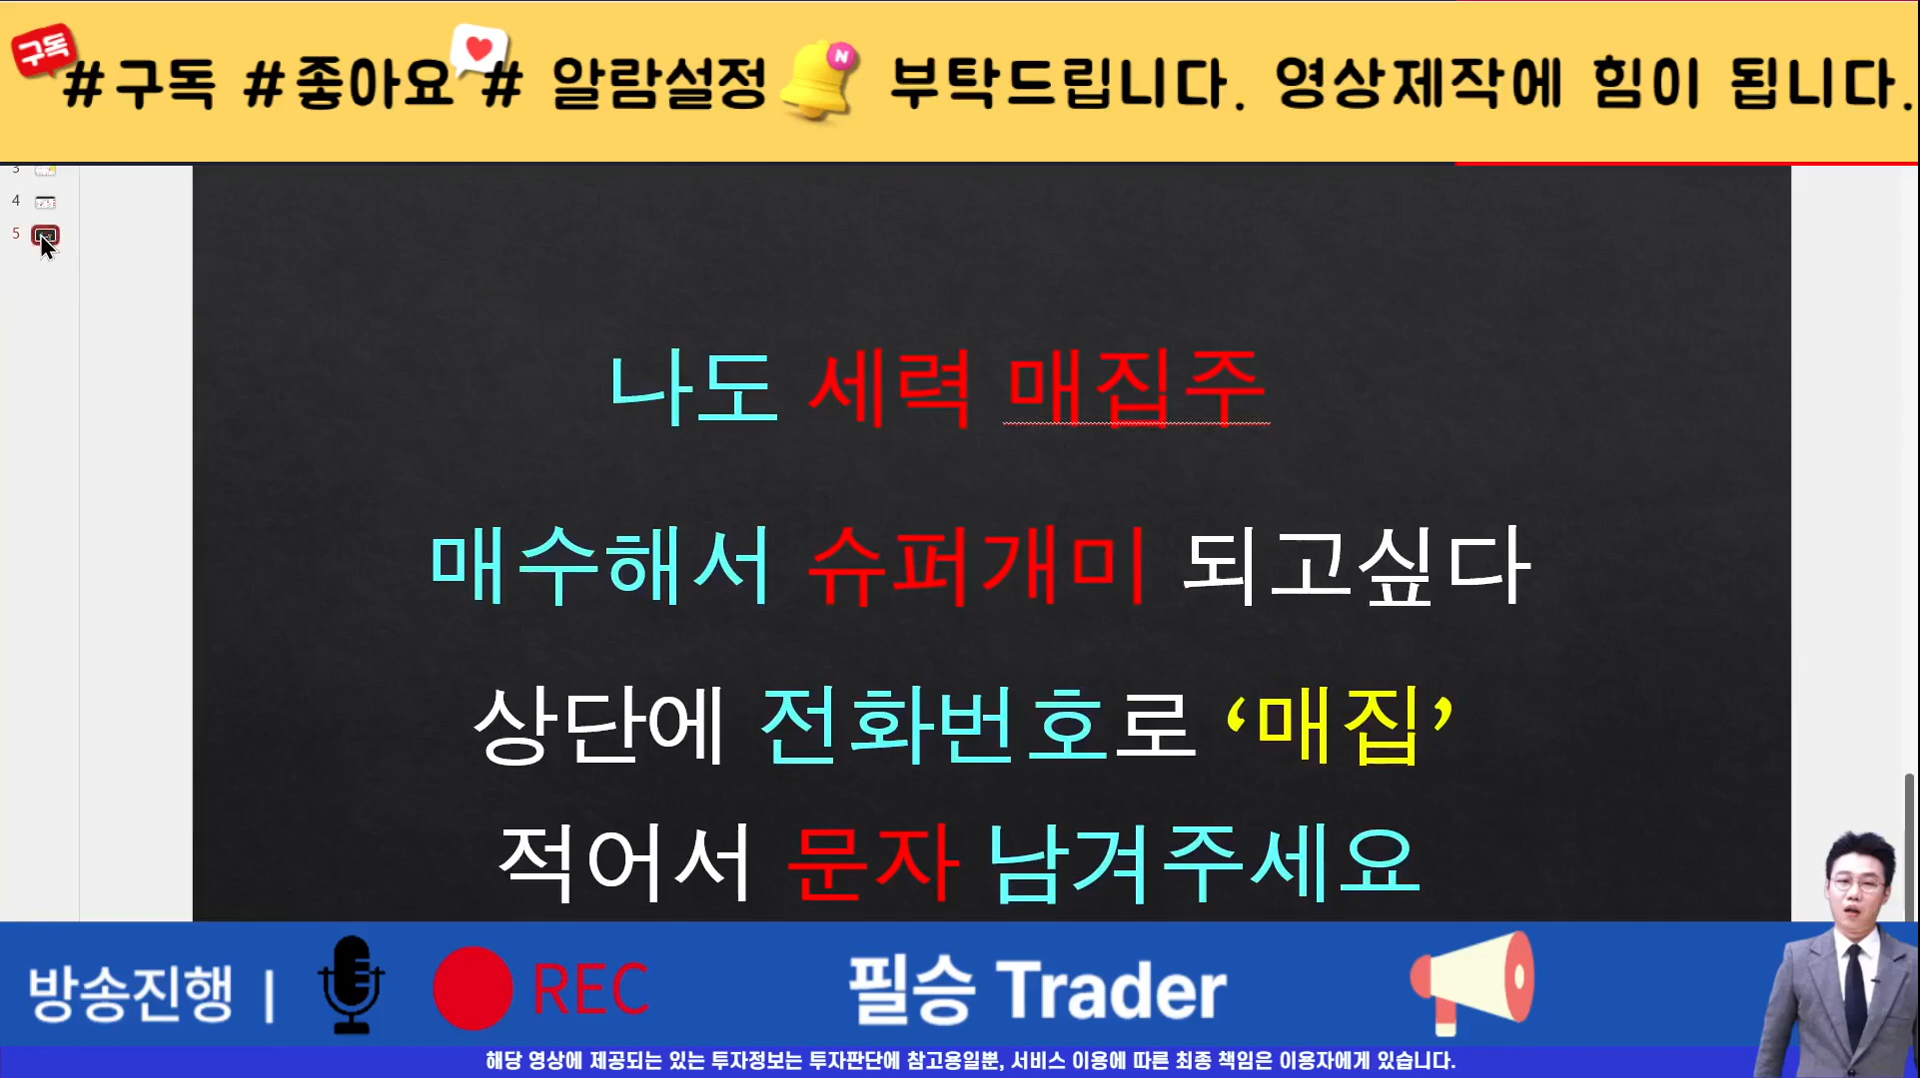 구독
#구독 #좋아요 # 알람설정 N 부탁드립니다. 영상제작에 힘이 됩니다.
3
4
5
나도 세력 매집주
매수해서 슈퍼개미 되고싶다
상단에 전화번호로 ‘매집’
적어서 문자 남겨주세요
방송진행 | REC 필승 Trader
해당 영상에 제공되는 있는 투자정보는 투자판단에 참고용일뿐, 서비스 이용에 따른 최종 책임은 이용자에게 있습니다.